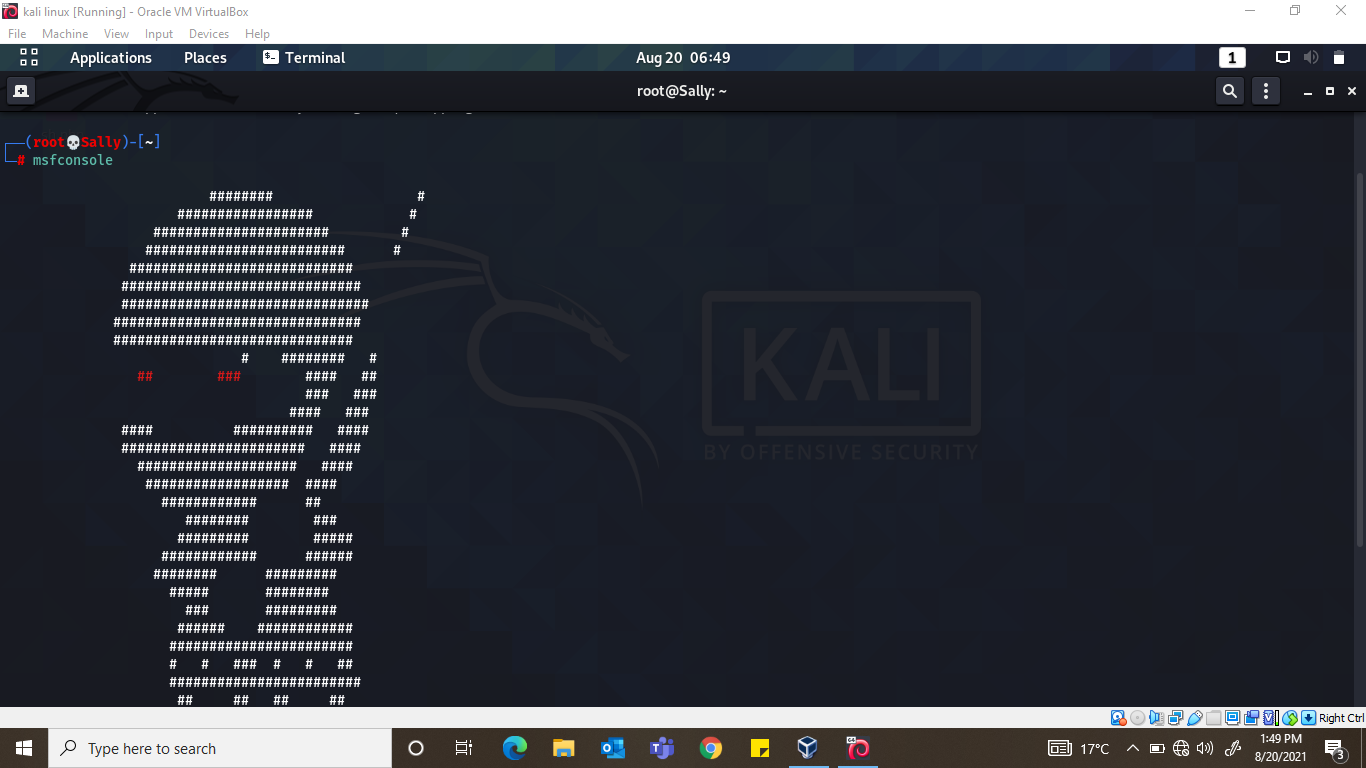 kali linux [Running] - Oracle VM VirtualBox
File Machine View Input Devices Help
Applications Places Terminal Aug 20 06:49 1
root@Sally: ~
(root💀Sally)-[~]
# msfconsole
######## #
################# #
###################### #
######################### #
############################
##############################
###############################
###############################
##############################
# ######## #
## ### #### ##
### ###
#### ###
#### ########## ####
####################### ####
#################### ####
################## ####
############ ##
######## ###
######### #####
############ ######
######## #########
##### ########
### #########
###### ############
#######################
# # ### # # ##
########################
## ## ## ##
KALI
BY OFFENSIVE SECURITY
Right Ctrl
Type here to search
17°C
1:49 PM
8/20/2021
3